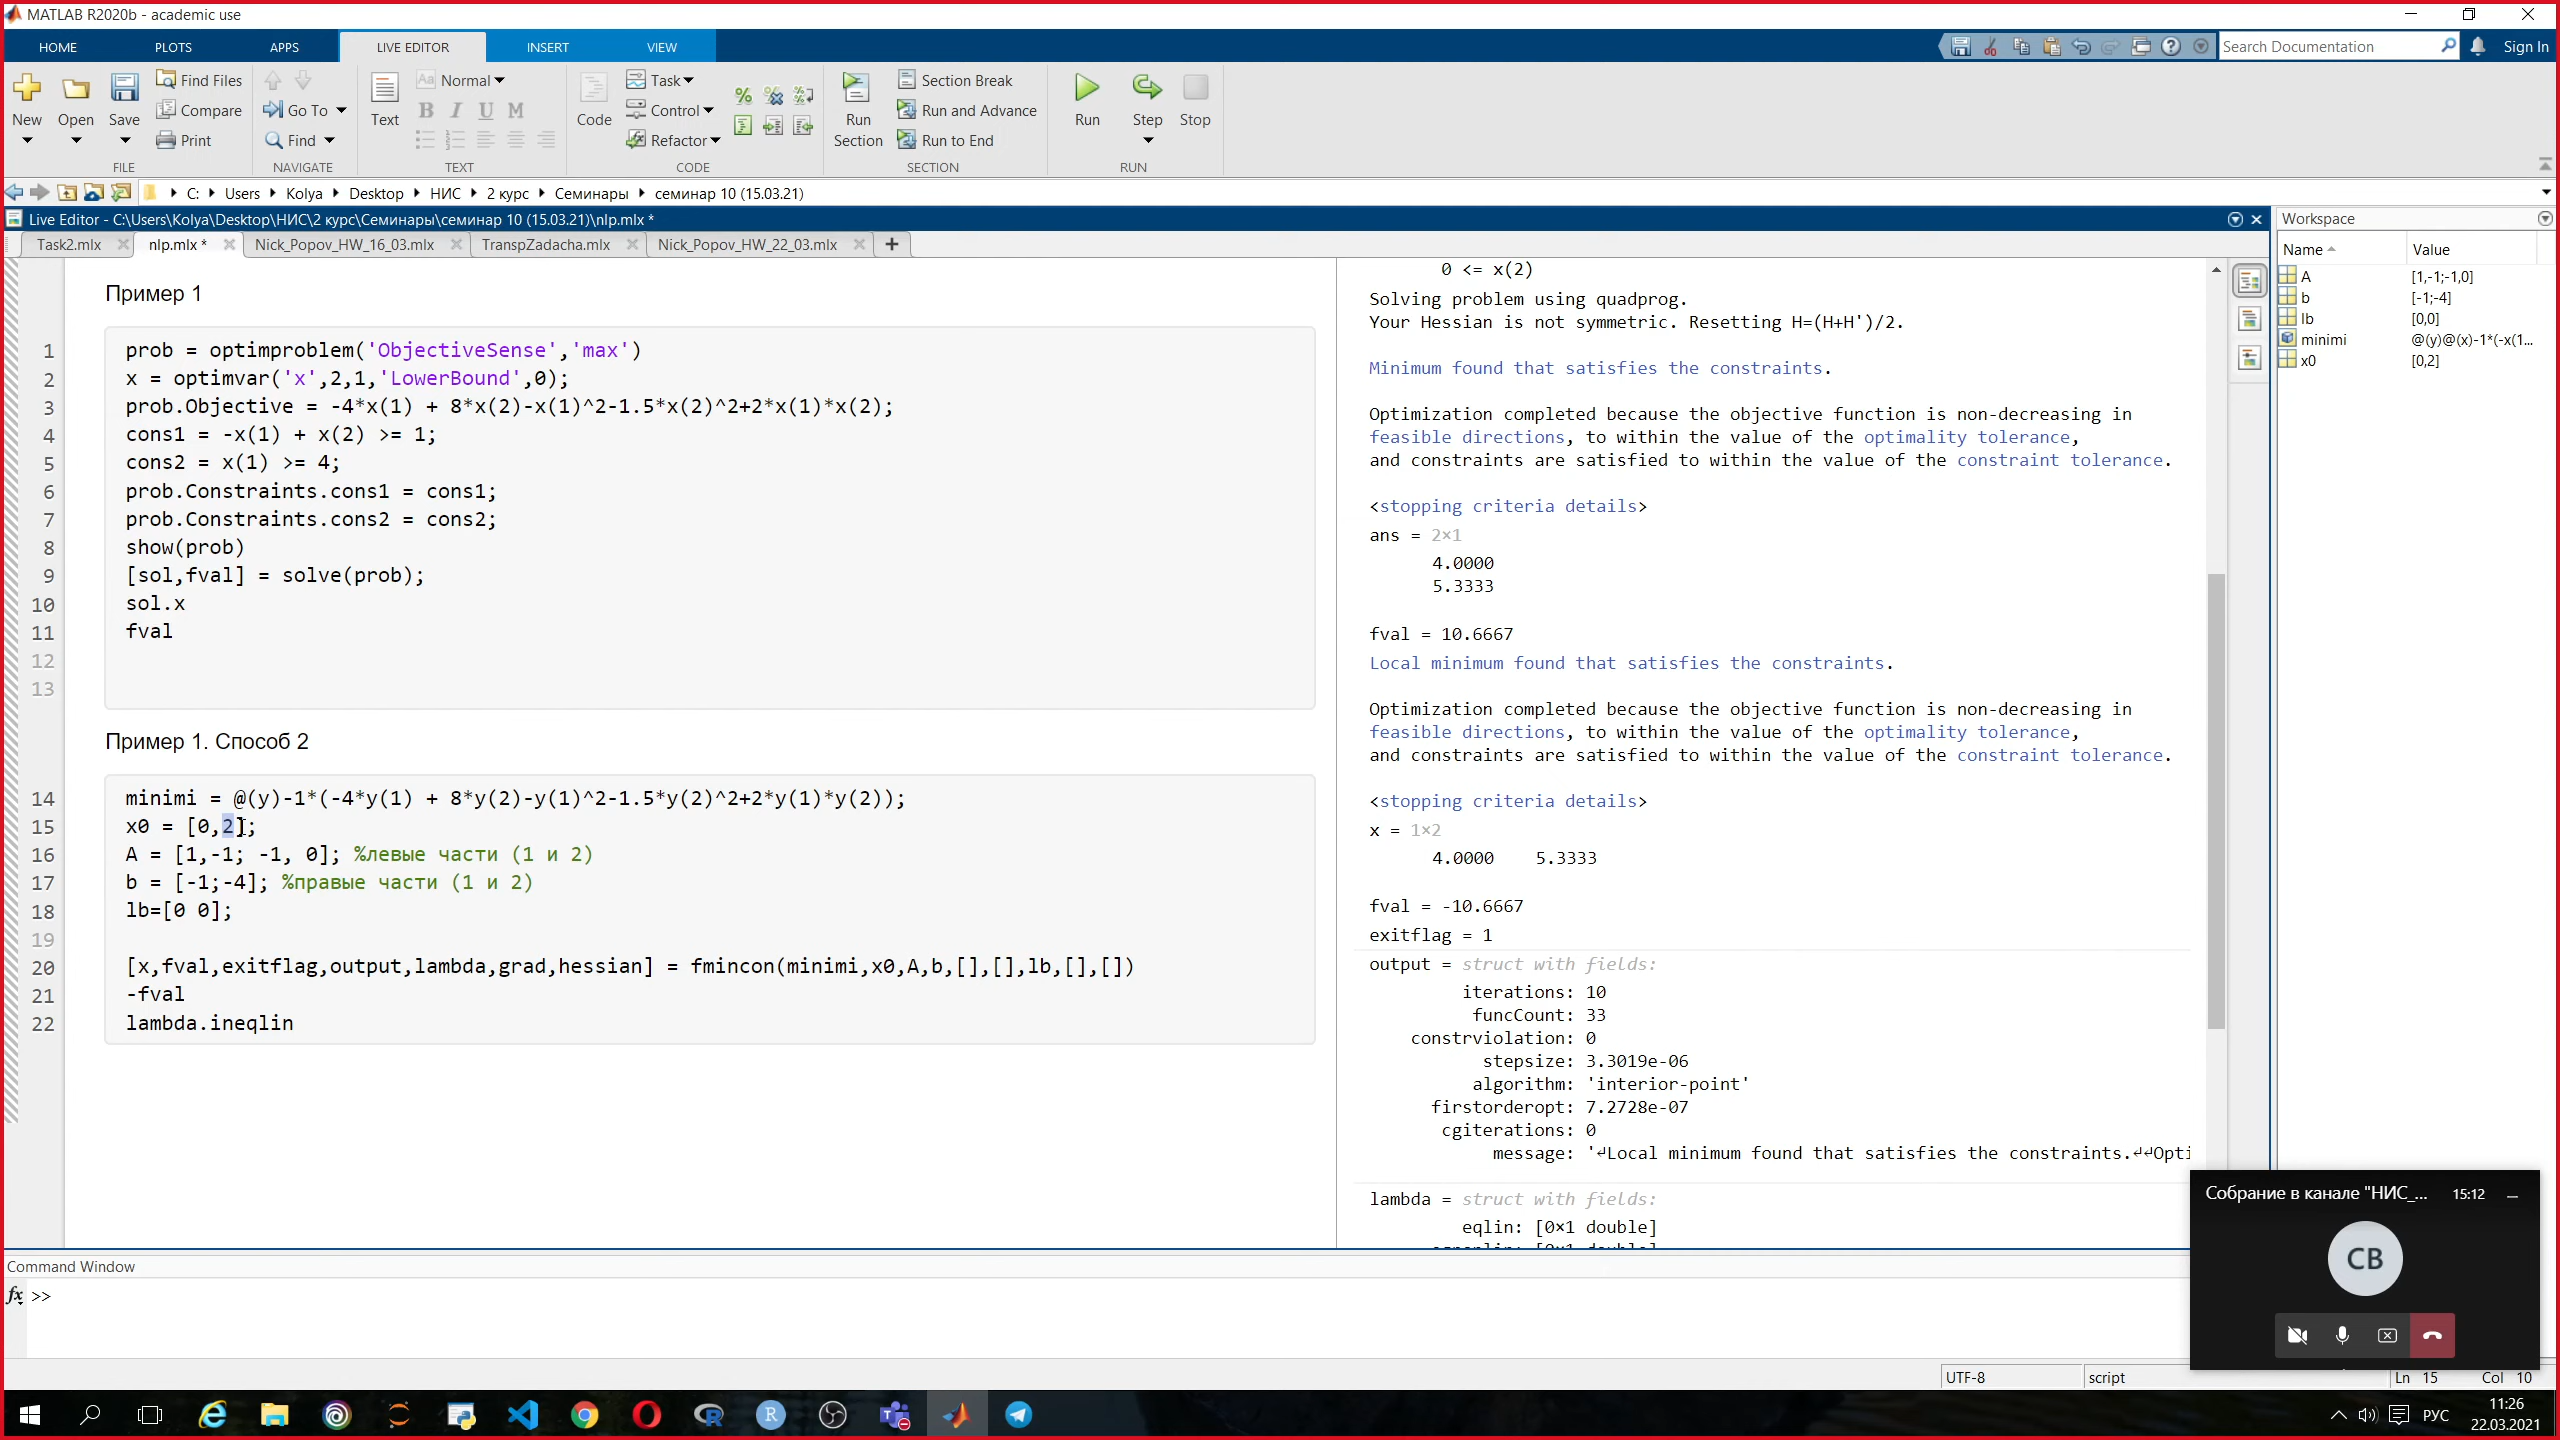 MATLAB R2020b - academic use
HOME
PLOTS
APPS
LIVE EDITOR
INSERT
VIEW
Search Documentation
Sign In
New
Open
Save
Find Files
Compare
Print
FILE
Go To
Find
NAVIGATE
Text
Aa Normal
B I U M
TEXT
Code
Task
Control
Refactor
CODE
Run
Section
Section Break
Run and Advance
Run to End
SECTION
Run
Step
Stop
RUN
C: Users Kolya Desktop НИС 2 курс Семинары семинар 10 (15.03.21)
Live Editor - C:\Users\Kolya\Desktop\НИС\2 курс\Семинары\семинар 10 (15.03.21)\nlp.mlx *
Task2.mlx
nlp.mlx *
Nick_Popov_HW_16_03.mlx
TranspZadacha.mlx
Nick_Popov_HW_22_03.mlx
Пример 1
1 prob = optimproblem('ObjectiveSense','max')
2 x = optimvar('x',2,1,'LowerBound',0);
3 prob.Objective = -4*x(1) + 8*x(2)-x(1)^2-1.5*x(2)^2+2*x(1)*x(2);
4 cons1 = -x(1) + x(2) >= 1;
5 cons2 = x(1) >= 4;
6 prob.Constraints.cons1 = cons1;
7 prob.Constraints.cons2 = cons2;
8 show(prob)
9 [sol,fval] = solve(prob);
10 sol.x
11 fval
12
13
Пример 1. Способ 2
14 minimi = @(y)-1*(-4*y(1) + 8*y(2)-y(1)^2-1.5*y(2)^2+2*y(1)*y(2));
15 x0 = [0,2];
16 A = [1,-1; -1, 0]; %левые части (1 и 2)
17 b = [-1;-4]; %правые части (1 и 2)
18 lb=[0 0];
19
20 [x,fval,exitflag,output,lambda,grad,hessian] = fmincon(minimi,x0,A,b,[],[],lb,[],[])
21 -fval
22 lambda.ineqlin
0 <= x(2)
Solving problem using quadprog.
Your Hessian is not symmetric. Resetting H=(H+H')/2.
Minimum found that satisfies the constraints.
Optimization completed because the objective function is non-decreasing in
feasible directions, to within the value of the optimality tolerance,
and constraints are satisfied to within the value of the constraint tolerance.
<stopping criteria details>
ans = 2×1
4.0000
5.3333
fval = 10.6667
Local minimum found that satisfies the constraints.
Optimization completed because the objective function is non-decreasing in
feasible directions, to within the value of the optimality tolerance,
and constraints are satisfied to within the value of the constraint tolerance.
<stopping criteria details>
x = 1×2
4.0000 5.3333
fval = -10.6667
exitflag = 1
output = struct with fields:
iterations: 10
funcCount: 33
constrviolation: 0
stepsize: 3.3019e-06
algorithm: 'interior-point'
firstorderopt: 7.2728e-07
cgiterations: 0
message: '↵Local minimum found that satisfies the constraints.↵↵Opti
lambda = struct with fields:
eqlin: [0×1 double]
Workspace
Name Value
A [1,-1;-1,0]
b [-1;-4]
lb [0,0]
minimi @(y)@(x)-1*(-x(1...
x0 [0,2]
Command Window
fx >>
Собрание в канале "НИС_... 15:12
СВ
UTF-8
script
Ln 15 Col 10
РУС
11:26
22.03.2021